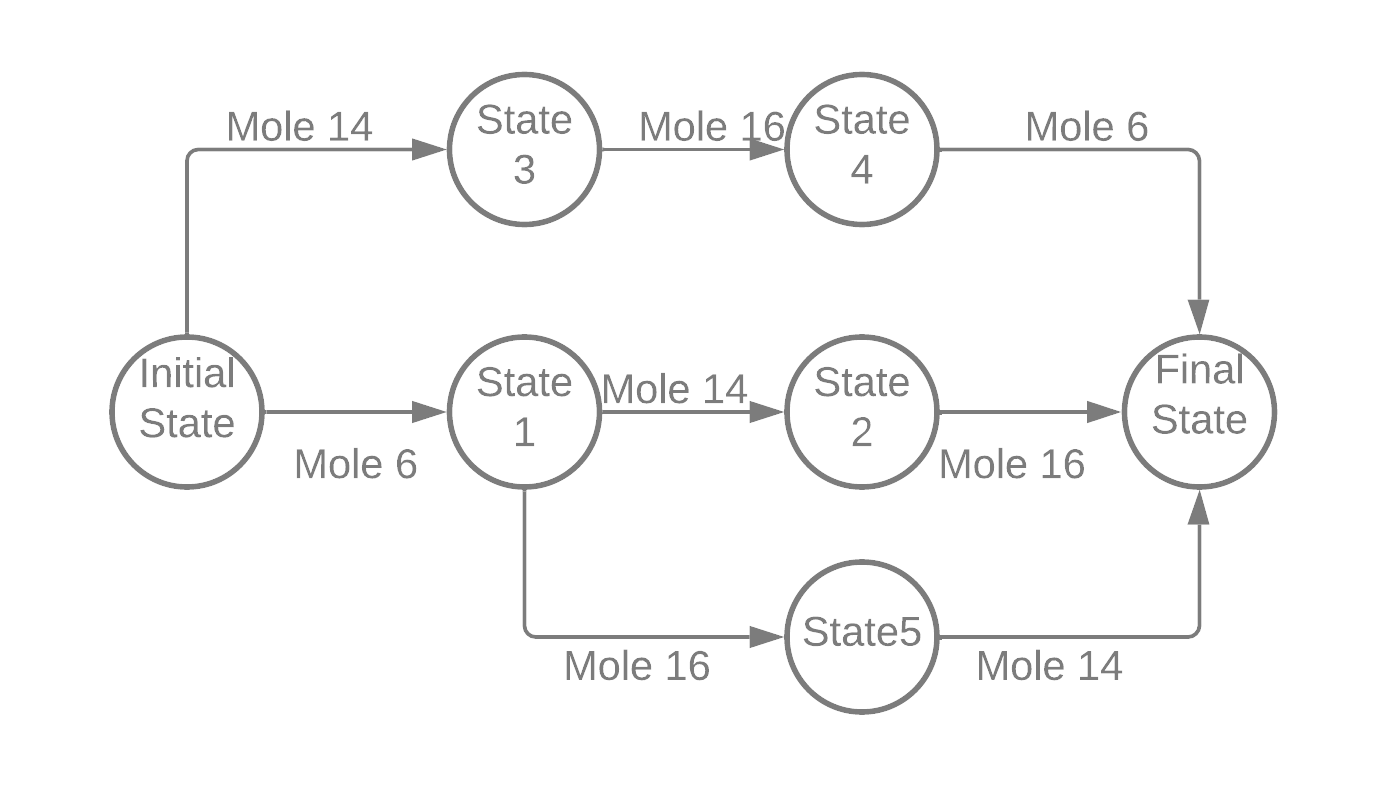 Mole 14
State
3
Mole 16
State
4
Mole 6
Initial
State
Mole 6
State
1
Mole 14
State
2
Mole 16
Final
State
Mole 16
State5
Mole 14